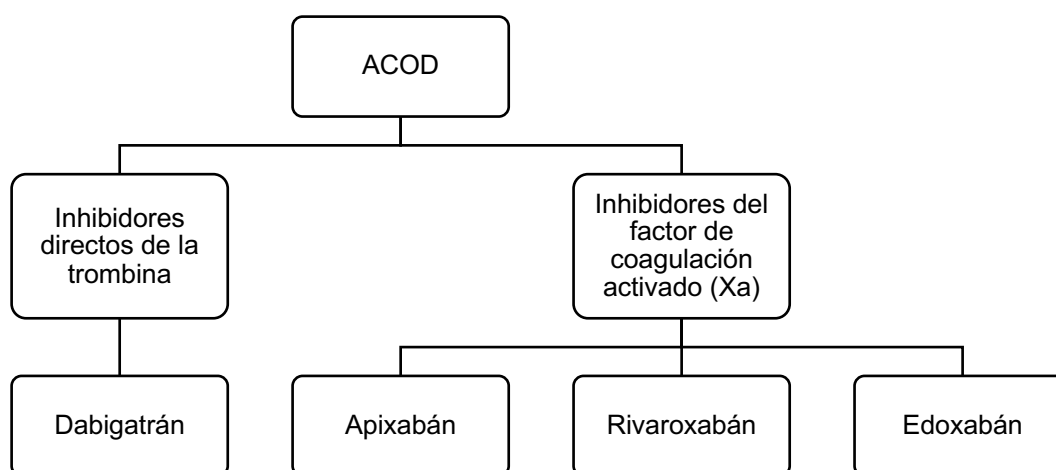 ACOD
Inhibidores
directos de la
trombina
Inhibidores del
factor de
coagulación
activado (Xa)
Dabigatrán
Apixabán
Rivaroxabán
Edoxabán